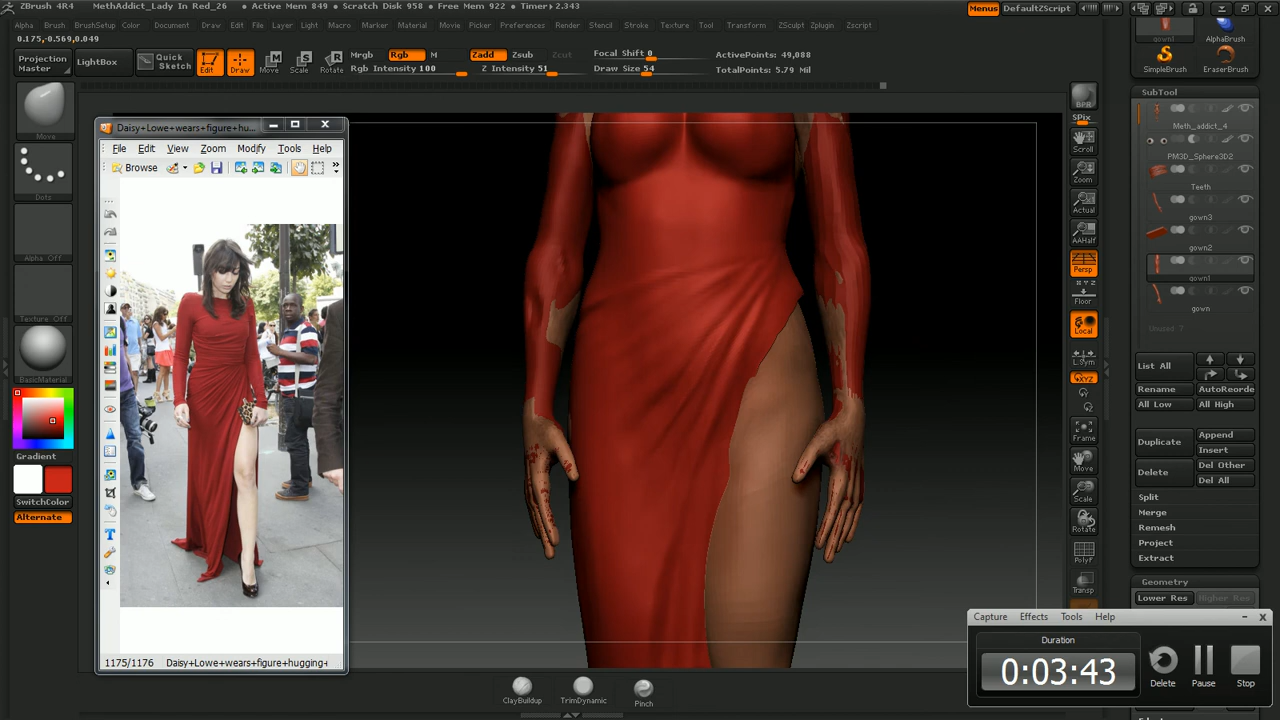 ZBrush 4R4 MethAddict_Lady In Red_26 • Active Mem 849 • Scratch Disk 958 • Free Mem 922 • Timer▸2.343 Menus DefaultZScript
Alpha Brush BrushSetup Color Document Draw Edit File Layer Light Macro Marker Material Movie Picker Preferences Render Stencil Stroke Texture Tool Transform ZSculpt Zplugin Zscript
0.175,-0.569,0.049
Projection Master
LightBox
Quick Sketch
Edit
Draw
Move
Scale
Rotate
Mrgb Rgb M
Rgb Intensity 100
Zadd Zsub Zcut
Z Intensity 51
Focal Shift 0
Draw Size 54
ActivePoints: 49,088
TotalPoints: 5.79 Mil
Move
Dots
Alpha Off
Texture Off
BasicMaterial
Gradient
SwitchColor
Alternate
Daisy+Lowe+wears+figure+hu...
File Edit View Zoom Modify Tools Help
Browse
1175/1176 Daisy+Lowe+wears+figure+hugging+
ClayBuildup
TrimDynamic
Pinch
BPR
SPix
Scroll
Zoom
Actual
AAHalf
Persp
X Y Z
Floor
Local
L.Sym
XYZ
Frame
Move
Scale
Rotate
PolyF
Transp
gown1
AlphaBrush
SimpleBrush
EraserBrush
SubTool
Meth_addict_4
PM3D_Sphere3D2
Teeth
gown3
gown2
gown1
gown
Unused 7
List All
Rename AutoReorde
All Low All High
Duplicate
Append
Insert
Delete
Del Other
Del All
Split
Merge
Remesh
Project
Extract
Geometry
Lower Res Higher Res
Capture Effects Tools Help
Duration
0:03:43
Delete
Pause
Stop